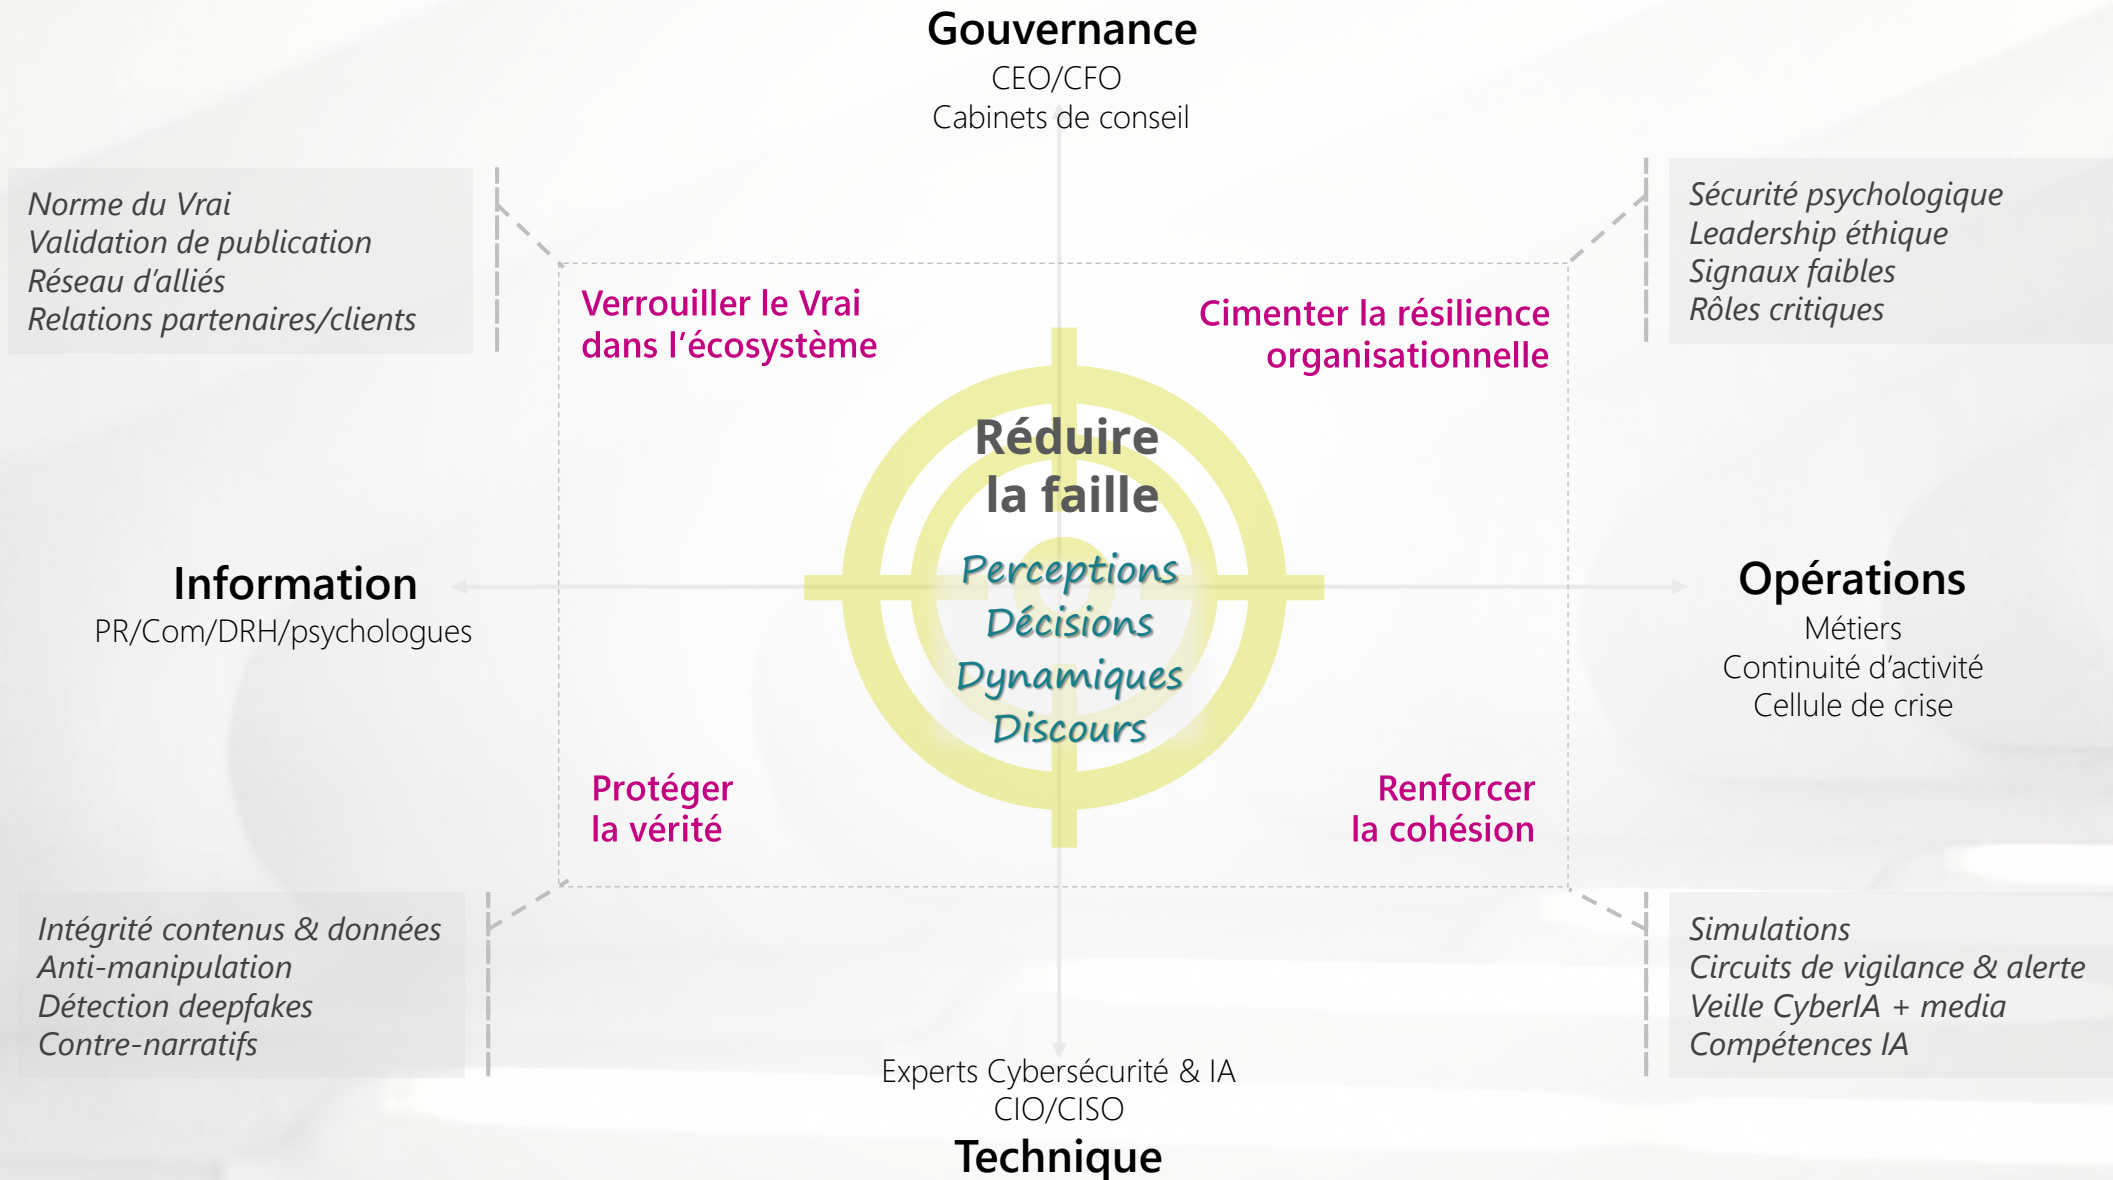 Gouvernance
CEO/CFO
Cabinets de conseil
Norme du Vrai
Validation de publication
Réseau d'alliés
Relations partenaires/clients
Sécurité psychologique
Leadership éthique
Signaux faibles
Rôles critiques
Verrouiller le Vrai
dans l'écosystème
Cimenter la résilience
organisationnelle
Réduire
la faille
Perceptions
Décisions
Dynamiques
Discours
Information
PR/Com/DRH/psychologues
Opérations
Métiers
Continuité d'activité
Cellule de crise
Protéger
la vérité
Renforcer
la cohésion
Intégrité contenus & données
Anti-manipulation
Détection deepfakes
Contre-narratifs
Simulations
Circuits de vigilance & alerte
Veille CyberIA + media
Compétences IA
Experts Cybersécurité & IA
CIO/CISO
Technique